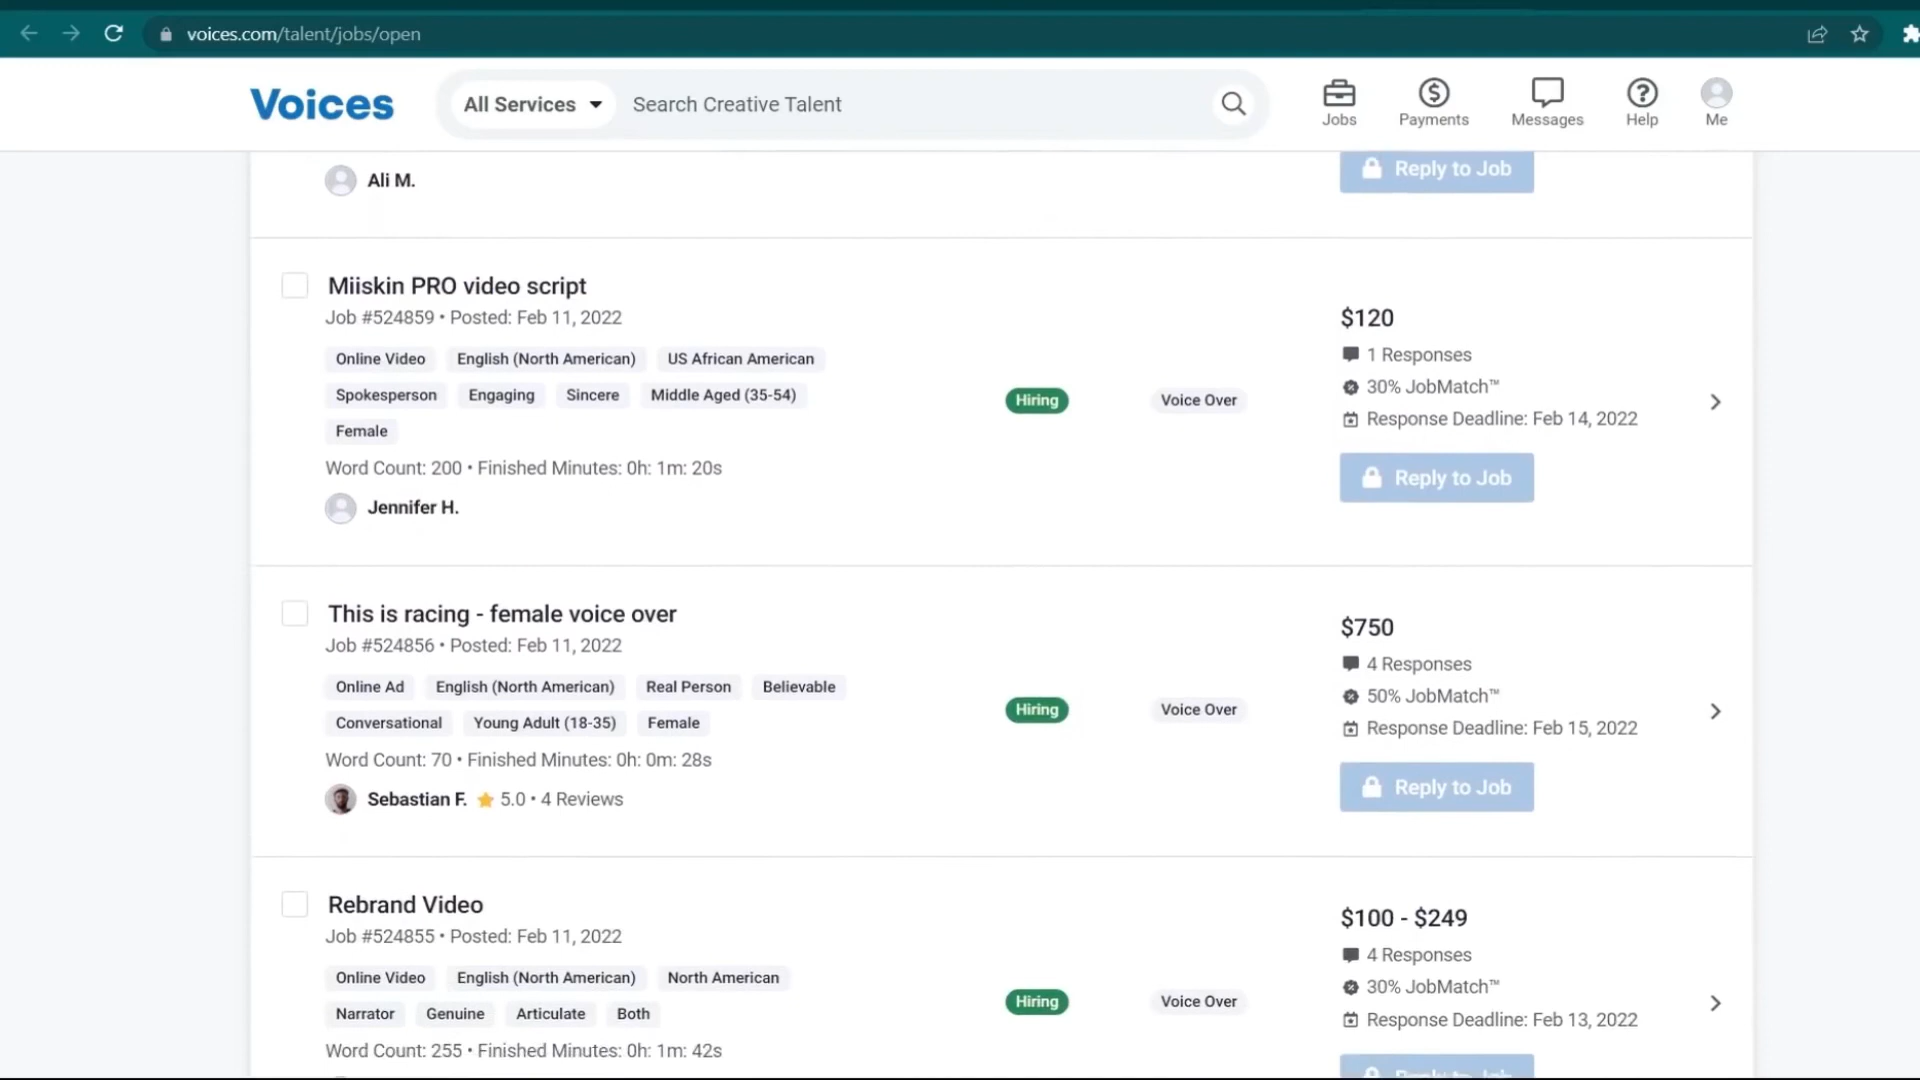 voices.com/talent/jobs/open
Voices
All Services
Search Creative Talent
Jobs
Payments
Messages
Help
Me
Ali M.
Reply to Job
Miiskin PRO video script
Job #524859 • Posted: Feb 11, 2022
Online Video English (North American) US African American
Spokesperson Engaging Sincere Middle Aged (35-54)
Female
Word Count: 200 • Finished Minutes: 0h: 1m: 20s
Jennifer H.
Hiring
Voice Over
$120
1 Responses
30% JobMatch™
Response Deadline: Feb 14, 2022
Reply to Job
This is racing - female voice over
Job #524856 • Posted: Feb 11, 2022
Online Ad English (North American) Real Person Believable
Conversational Young Adult (18-35) Female
Word Count: 70 • Finished Minutes: 0h: 0m: 28s
Sebastian F. 5.0 • 4 Reviews
Hiring
Voice Over
$750
4 Responses
50% JobMatch™
Response Deadline: Feb 15, 2022
Reply to Job
Rebrand Video
Job #524855 • Posted: Feb 11, 2022
Online Video English (North American) North American
Narrator Genuine Articulate Both
Word Count: 255 • Finished Minutes: 0h: 1m: 42s
Hiring
Voice Over
$100 - $249
4 Responses
30% JobMatch™
Response Deadline: Feb 13, 2022